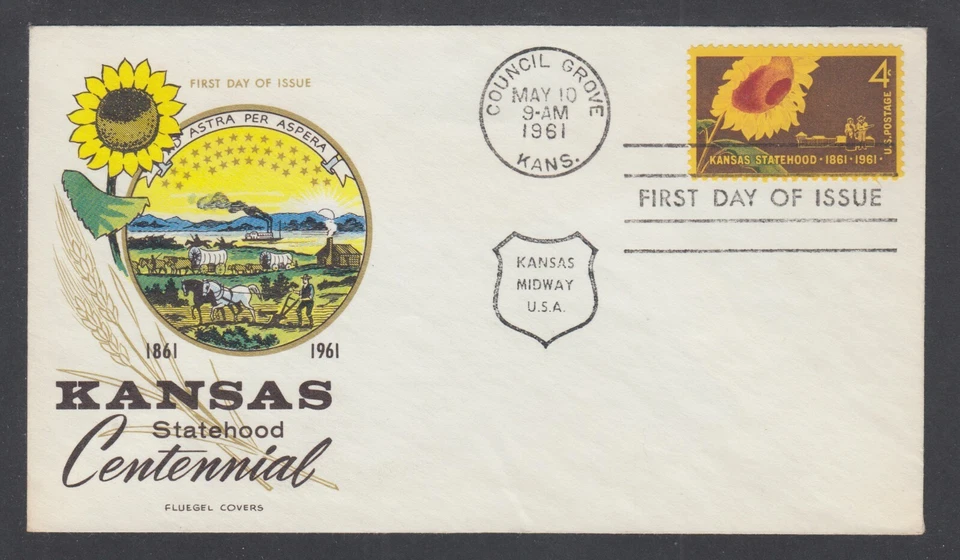 FIRST DAY OF ISSUE
AD ASTRA PER ASPERA
1861 1961
KANSAS
Statehood
Centennial
FLUEGEL COVERS
COUNCIL GROVE
MAY 10
9-AM
1961
KANS.
4c
U.S. POSTAGE
KANSAS STATEHOOD · 1861 · 1961 ·
FIRST DAY OF ISSUE
KANSAS
MIDWAY
U.S.A.